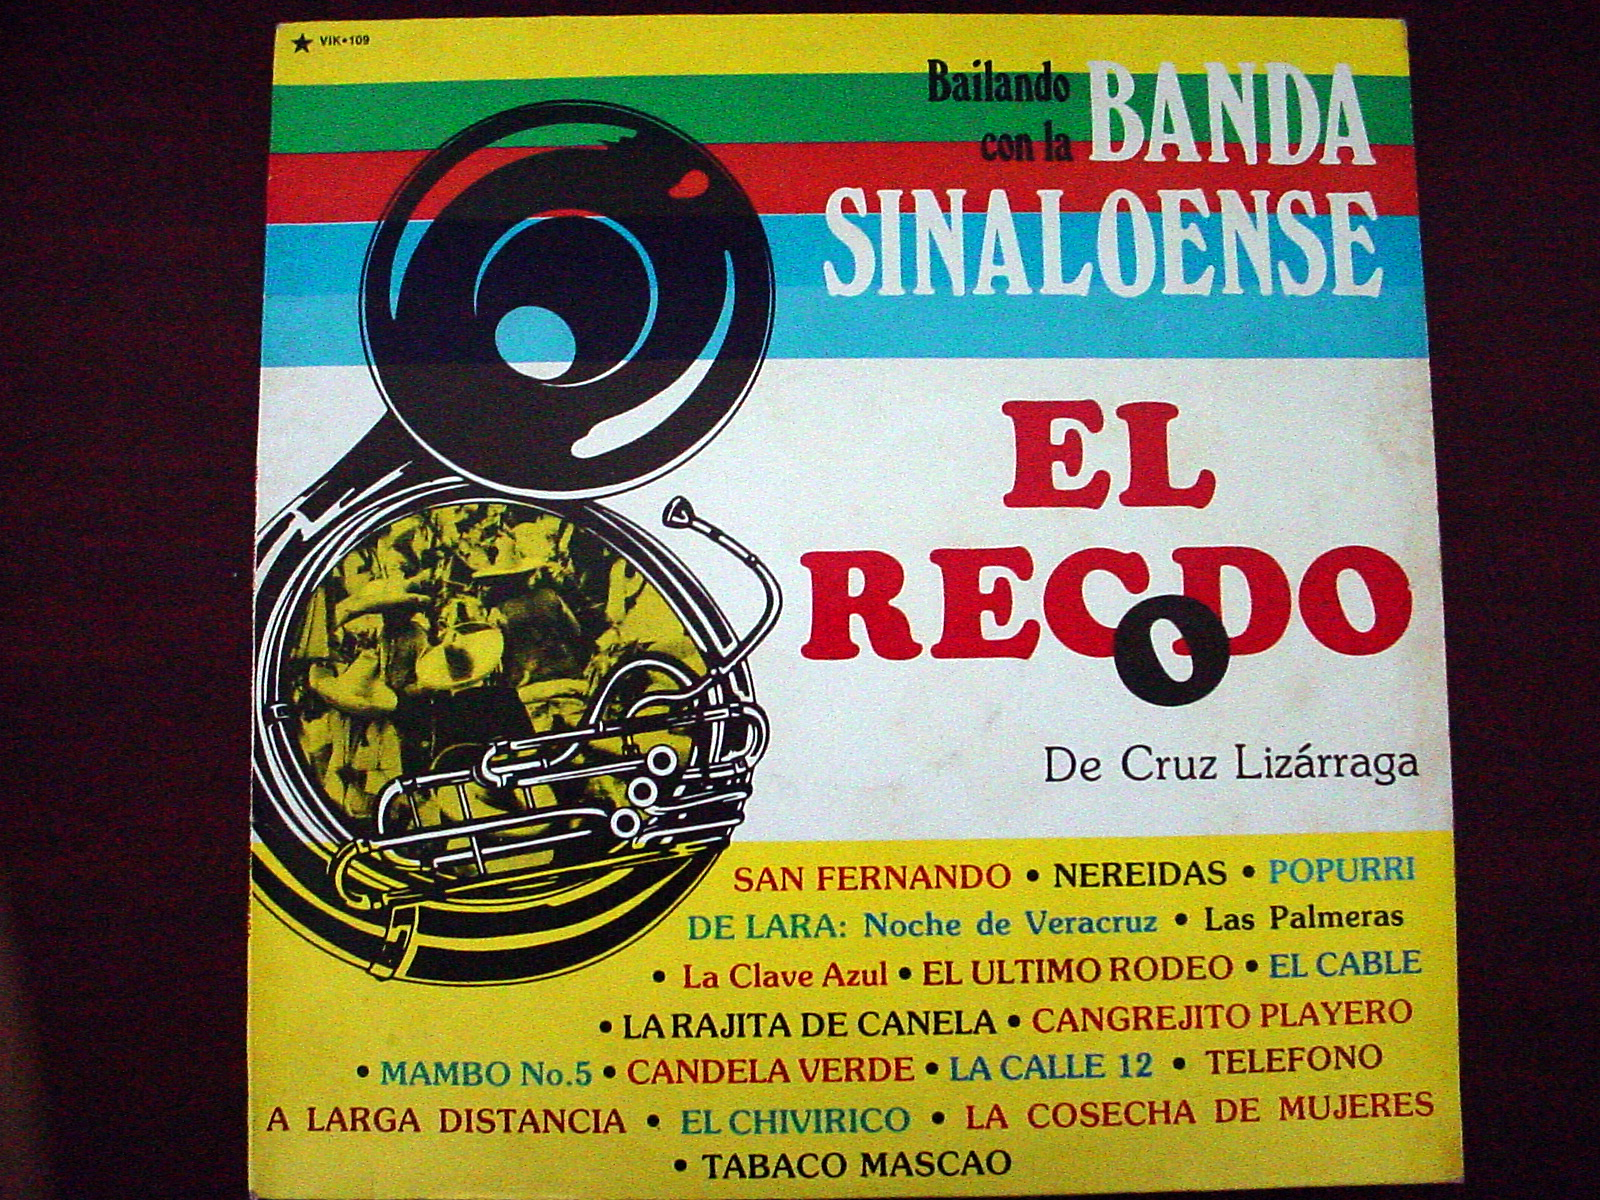 ★ VIK•109
Bailando
con la BANDA
SINALOENSE
EL
RECODO
De Cruz Lizárraga
SAN FERNANDO • NEREIDAS • POPURRI
DE LARA: Noche de Veracruz • Las Palmeras
• La Clave Azul • EL ULTIMO RODEO • EL CABLE
• LA RAJITA DE CANELA • CANGREJITO PLAYERO
• MAMBO No.5 • CANDELA VERDE • LA CALLE 12 • TELEFONO
A LARGA DISTANCIA • EL CHIVIRICO • LA COSECHA DE MUJERES
• TABACO MASCAO